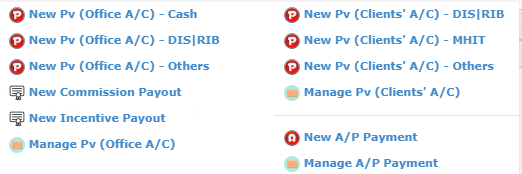 New Pv (Office A/C) - Cash
New Pv (Office A/C) - DIS|RIB
New Pv (Office A/C) - Others
New Commission Payout
New Incentive Payout
Manage Pv (Office A/C)
New Pv (Clients' A/C) - DIS|RIB
New Pv (Clients' A/C) - MHIT
New Pv (Clients' A/C) - Others
Manage Pv (Clients' A/C)
New A/P Payment
Manage A/P Payment